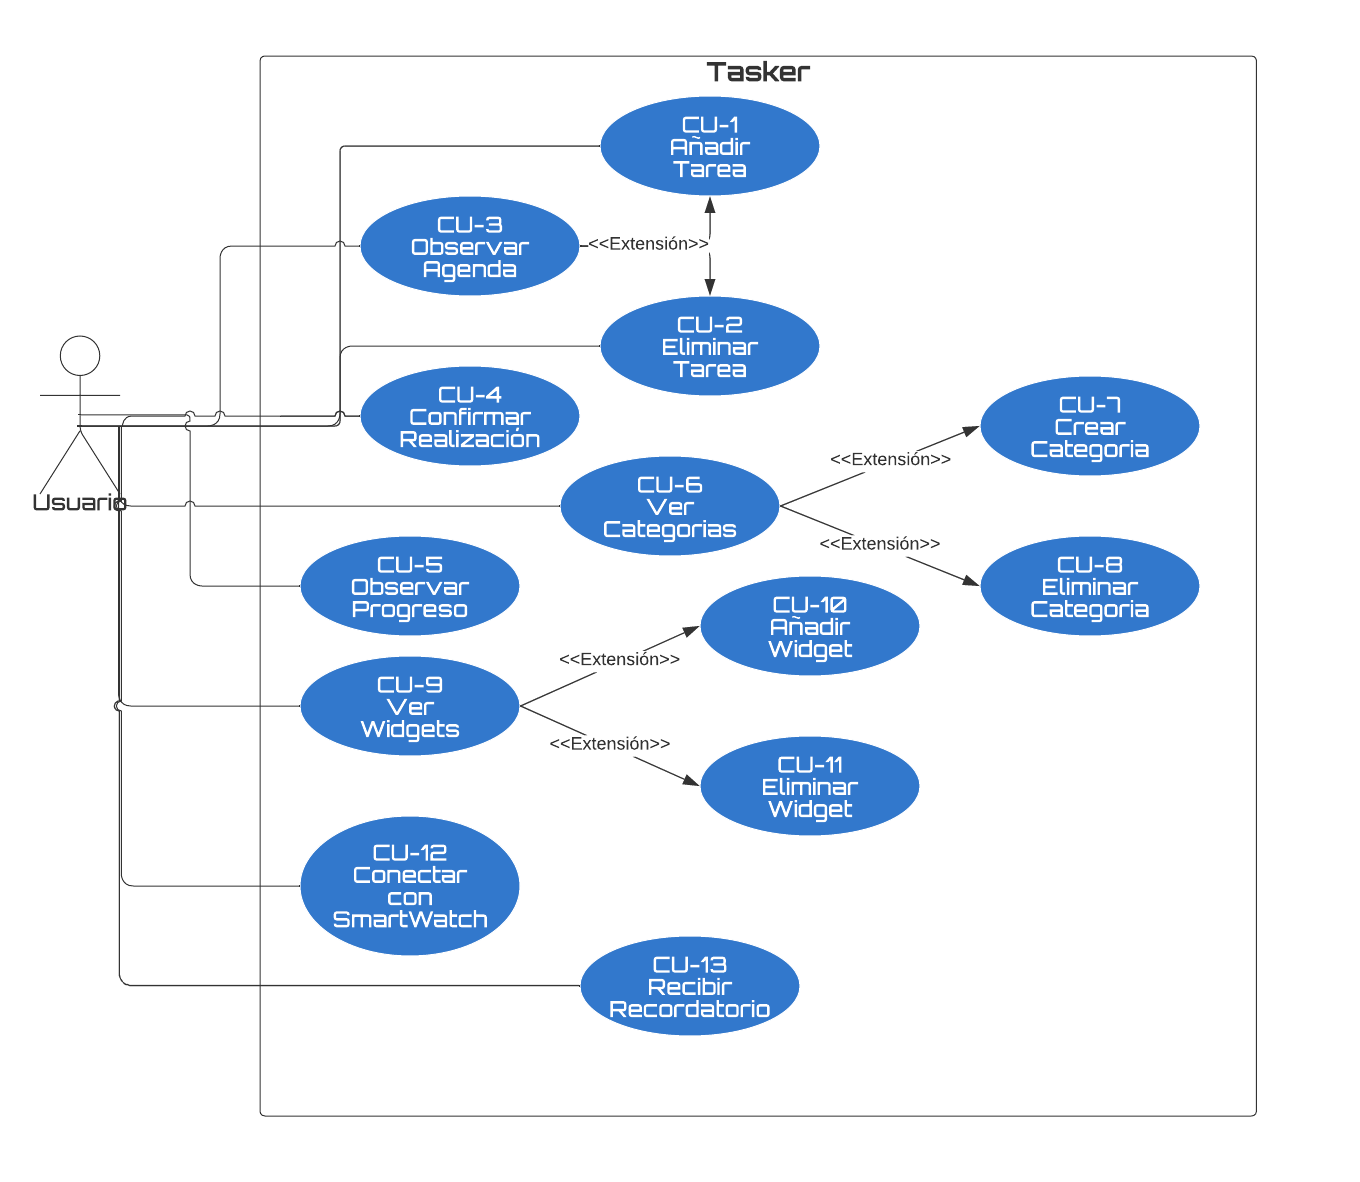 Tasker
CU-1
Añadir
Tarea
CU-3
Observar
Agenda
<<Extensión>>
CU-2
Eliminar
Tarea
CU-4
Confirmar
Realización
CU-7
Crear
Categoria
<<Extensión>>
Usuario
CU-6
Ver
Categorias
<<Extensión>>
CU-5
Observar
Progreso
CU-8
Eliminar
Categoria
CU-10
Añadir
Widget
<<Extensión>>
CU-9
Ver
Widgets
<<Extensión>>
CU-11
Eliminar
Widget
CU-12
Conectar
con
SmartWatch
CU-13
Recibir
Recordatorio